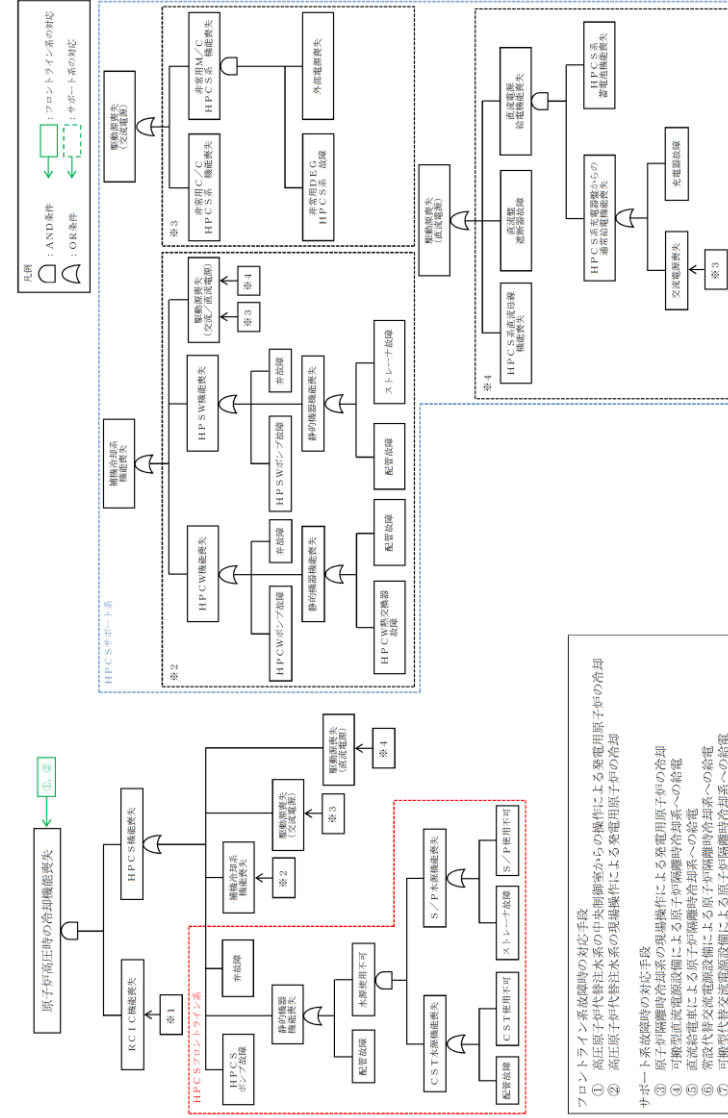 原子炉高圧時の冷却機能喪失
①、②
RCIC機能喪失
※1
HPCS機能喪失
HPCSフロントライン系
HPCS
ポンプ故障
弁故障
補機冷却系
機能喪失
※2
駆動源喪失
(交流電源)
※3
駆動源喪失
(直流電源)
※4
静的機器
機能喪失
配管故障
水源使用不可
CST水源機能喪失
配管故障
CST使用不可
S/P水源機能喪失
ストレーナ故障
S/P使用不可
フロントライン系故障時の対応手段
① 高圧原子炉代替注水系の中央制御室からの操作による発電用原子炉の冷却
② 高圧原子炉代替注水系の現場操作による発電用原子炉の冷却
サポート系故障時の対応手段
③ 原子炉隔離時冷却系の現場操作による発電用原子炉の冷却
④ 可搬型直流電源設備による原子炉隔離時冷却系への給電
⑤ 直流給電車による原子炉隔離時冷却系への給電
⑥ 常設代替交流電源設備による原子炉隔離時冷却系への給電
⑦ 可搬型代替交流電源設備による原子炉隔離時冷却系への給電
凡例
:AND条件
:OR条件
:フロントライン系の対応
:サポート系の対応
HPCSサポート系
補機冷却系
機能喪失
※2
HPCW機能喪失
HPCWポンプ故障
弁故障
静的機器機能喪失
HPCW熱交換器
故障
配管故障
HPSW機能喪失
HPSWポンプ故障
弁故障
静的機器機能喪失
配管故障
ストレーナ故障
駆動源喪失
(交流/直流電源)
※3
※4
駆動源喪失
(交流電源)
※3
非常用C/C
HPCS系 機能喪失
非常用M/C
HPCS系 機能喪失
非常用DEG
HPCS系 故障
外部電源喪失
駆動源喪失
(直流電源)
※4
HPCS系直流母線
機能喪失
直流盤
遮断器故障
直流電源
給電機能喪失
HPCS系充電器盤からの
通常給電機能喪失
HPCS系
蓄電池機能喪失
交流電源喪失
充電器故障
※3